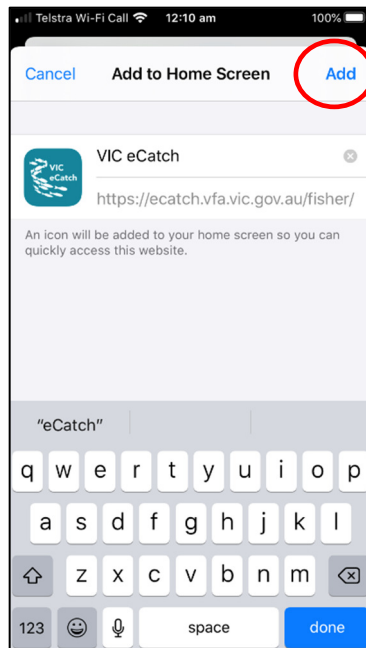 Telstra Wi-Fi Call 12:10 am 100%
Cancel Add to Home Screen Add
VIC eCatch
VIC
eCatch
https://ecatch.vfa.vic.gov.au/fisher/
An icon will be added to your home screen so you can
quickly access this website.
"eCatch"
q w e r t y u i o p
a s d f g h j k l
z x c v b n m
123 space done